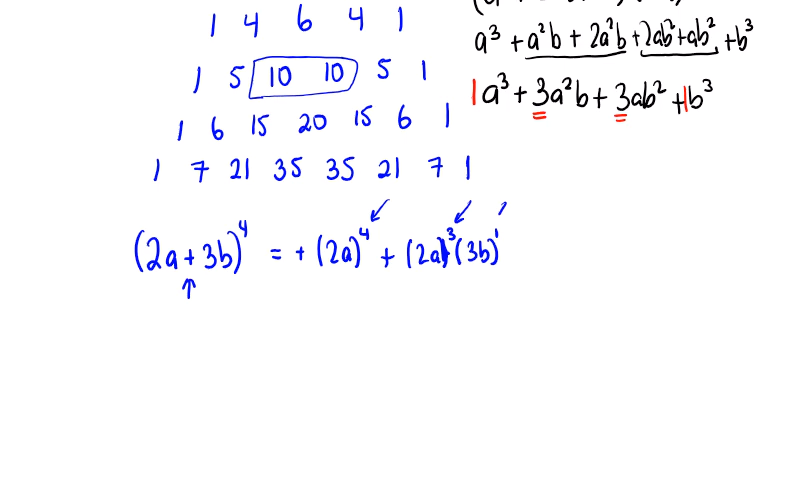 1 4 6 4 1
1 5 10 10 5 1
1 6 15 20 15 6 1
1 7 21 35 35 21 7 1
a³ + a²b + 2a²b + 2ab² + ab² + b³
1a³ + 3a²b + 3ab² + 1b³
(2a + 3b)⁴ = + (2a)⁴ + (2a)³(3b)¹